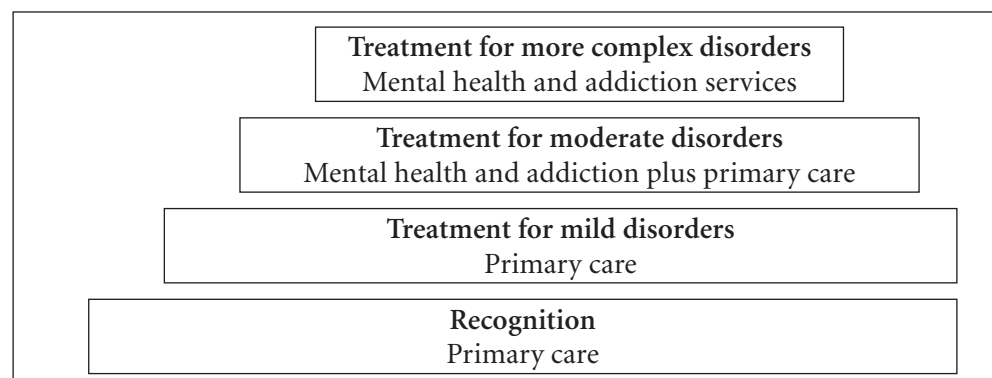 Treatment for more complex disorders
Mental health and addiction services
Treatment for moderate disorders
Mental health and addiction plus primary care
Treatment for mild disorders
Primary care
Recognition
Primary care